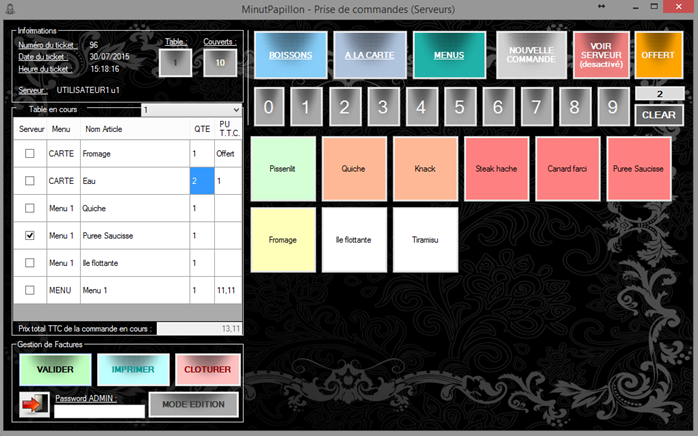 MinutPapillon - Prise de commandes (Serveurs)
Informations
Numéro du ticket : 96
Date du ticket : 30/07/2015
Heure du ticket : 15:18:16
Serveur : UTILISATEUR1 u1
Table : Couverts :
1 10
BOISSONS A LA CARTE MENUS NOUVELLE COMMANDE VOIR SERVEUR (desactivé) OFFERT
0 1 2 3 4 5 6 7 8 9
2
CLEAR
Table en cours 1
Serveur Menu Nom Article QTE PU T.T.C.
CARTE Fromage 1 Offert
CARTE Eau 2 1
Menu 1 Quiche 1
Menu 1 Puree Saucisse 1
Menu 1 Ile flottante 1
MENU Menu 1 1 11,11
Prix total TTC de la commande en cours : 13,11
Pissenlit Quiche Knack Steak hache Canard farci Puree Saucisse
Fromage Ile flottante Tiramisu
Gestion de Factures
VALIDER IMPRIMER CLOTURER
Password ADMIN :
MODE EDITION